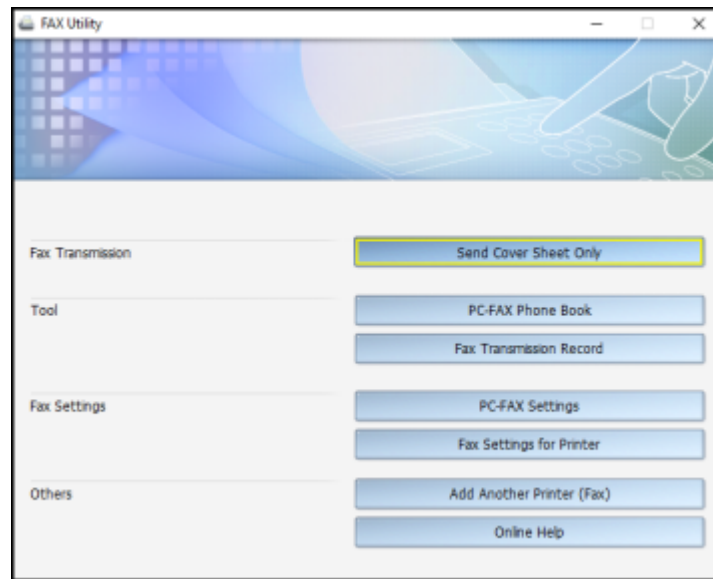 FAX Utility
Fax Transmission
Send Cover Sheet Only
Tool
PC-FAX Phone Book
Fax Transmission Record
Fax Settings
PC-FAX Settings
Fax Settings for Printer
Others
Add Another Printer (Fax)
Online Help